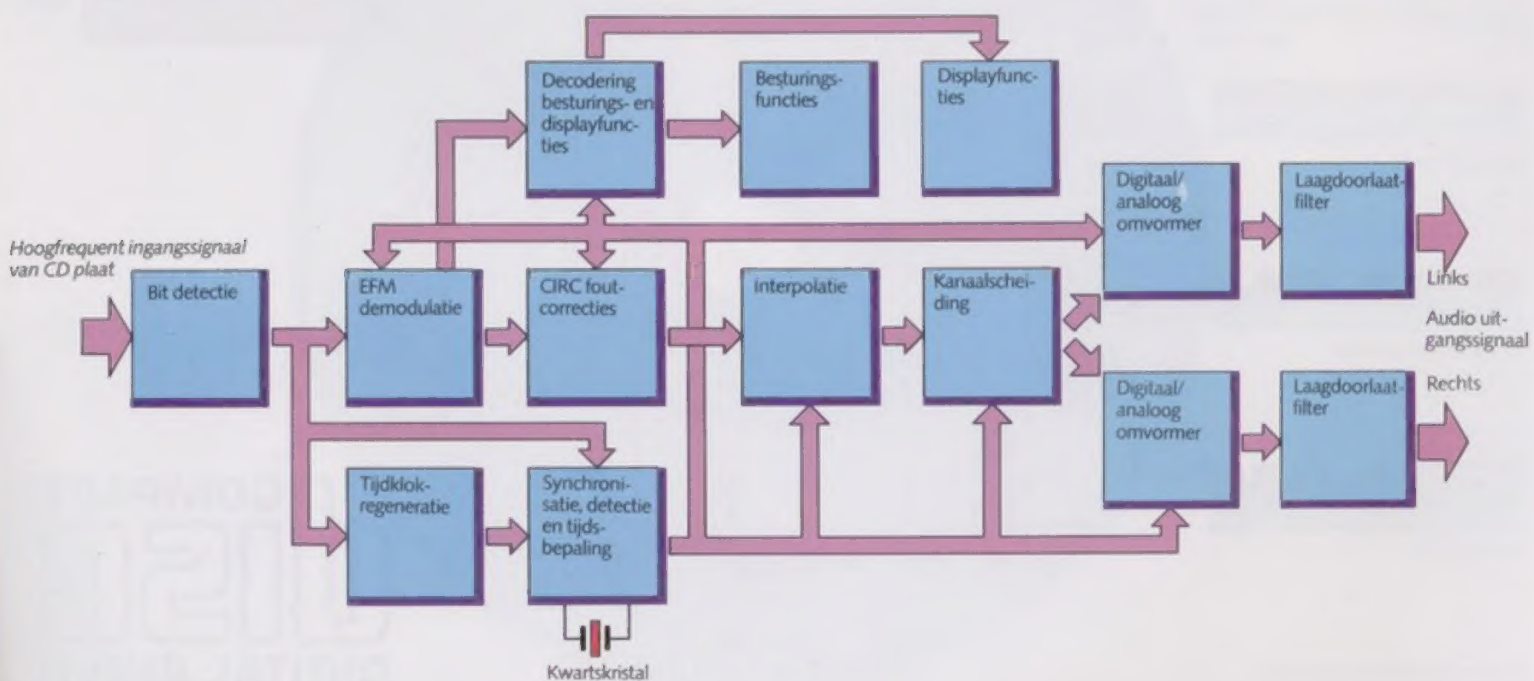 Decodering
besturings- en
displayfunc-
ties
Besturings-
functies
Displayfunc-
ties
Digitaal/
analoog
omvormer
Laagdoorlaat-
filter
Hoogfrequent ingangssignaal
van CD plaat
Bit detectie
EFM
demodulatie
CIRC fout-
correcties
Interpolatie
Kanaalschei-
ding
Links
Audio uit-
gangssignaal
Rechts
Digitaal/
analoog
omvormer
Laagdoorlaat-
filter
Tijdklok-
regeneratie
Synchroni-
satie, detectie
en tijds-
bepaling
Kwartskristal